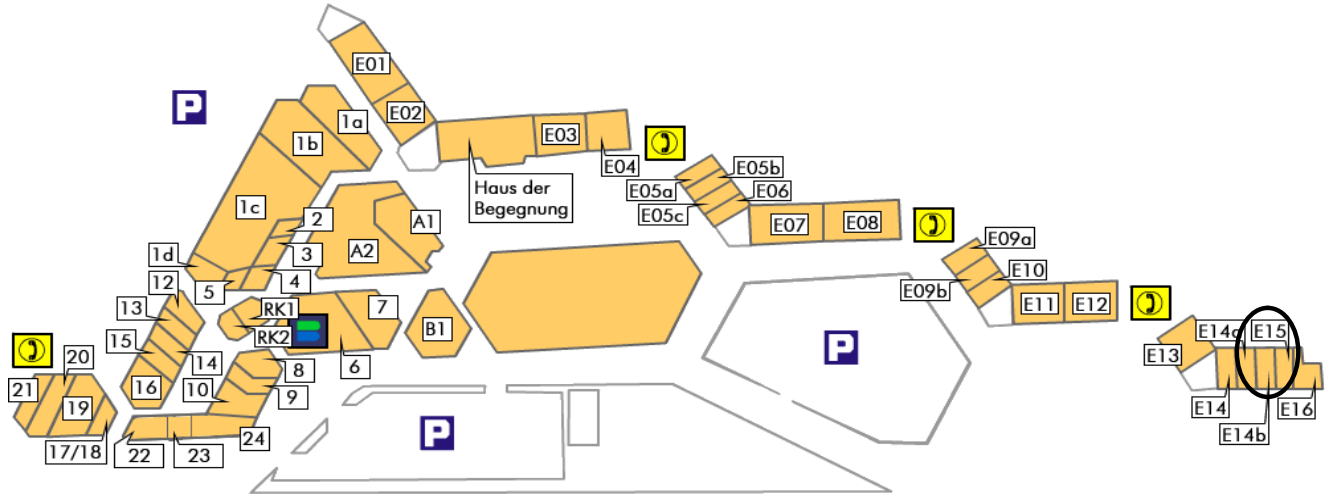 E01
E02
P
1a
1b
E03
E04
E05b
E05a
E06
E05c
Haus der
Begegnung
1c
2
A1
E07
E08
3
A2
E09a
1d
12
4
5
E10
E09b
13
RK1
7
E11
E12
15
RK2
B1
E14a
E15
20
14
6
P
E13
21
8
16
10
9
19
E14
E16
17/18
22
23
24
P
E14b